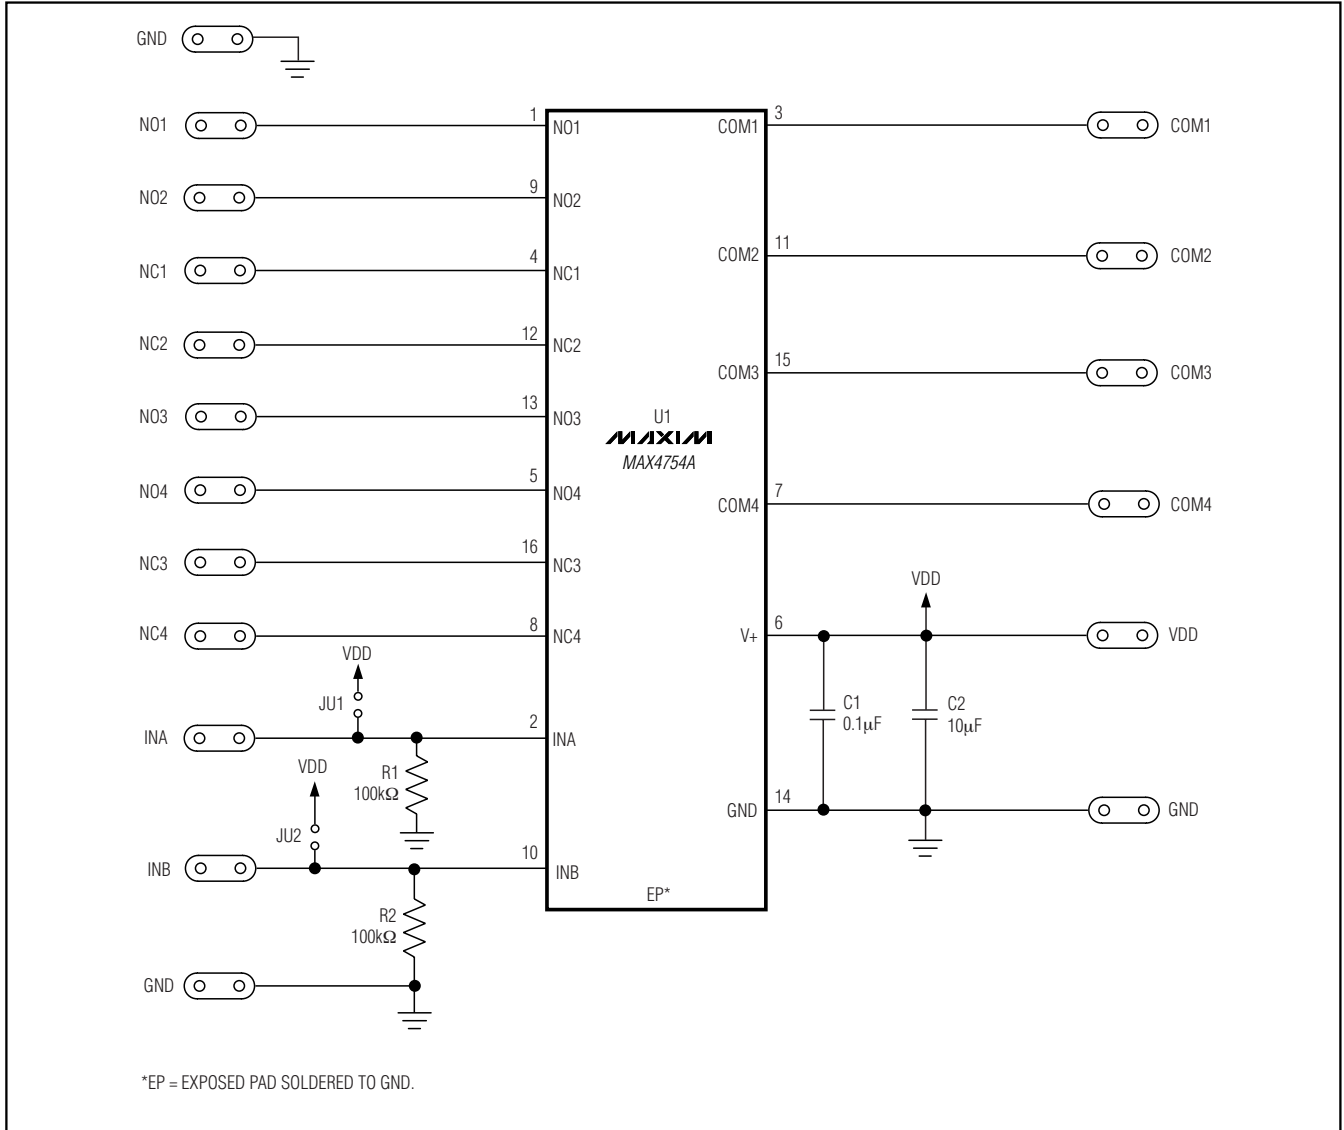 GND
NO1 1 NO1 COM1 3 COM1
NO2 9 NO2
NC1 4 NC1 COM2 11 COM2
NC2 12 NC2
COM3 15 COM3
NO3 13 NO3
U1
MAXIM
MAX4754A
NO4 5 NO4 COM4 7 COM4
NC3 16 NC3
VDD
NC4 8 NC4 V+ 6 VDD
VDD
JU1
C1
0.1µF
C2
10µF
INA 2 INA
VDD
R1
100kΩ
GND 14 GND
JU2
INB 10 INB
EP*
R2
100kΩ
GND
*EP = EXPOSED PAD SOLDERED TO GND.